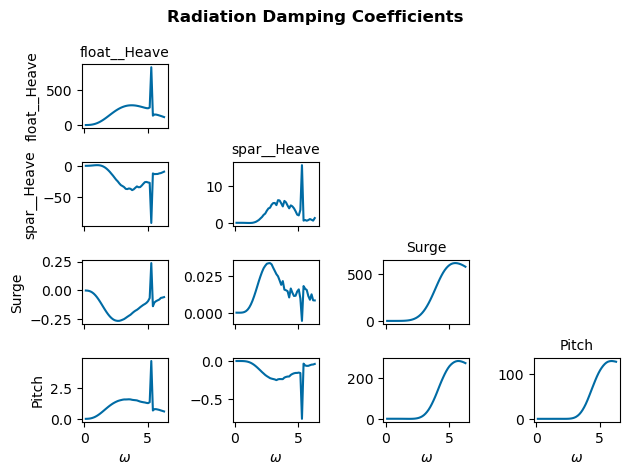 Radiation Damping Coefficients
float__Heave
float__Heave
500
0
spar__Heave
spar__Heave
0
−50
10
0
Surge
Surge
0.25
0.00
−0.25
0.025
0.000
500
0
Pitch
Pitch
2.5
0.0
0.0
−0.5
200
0
100
0
0 5 0 5 0 5 0 5
ω ω ω ω